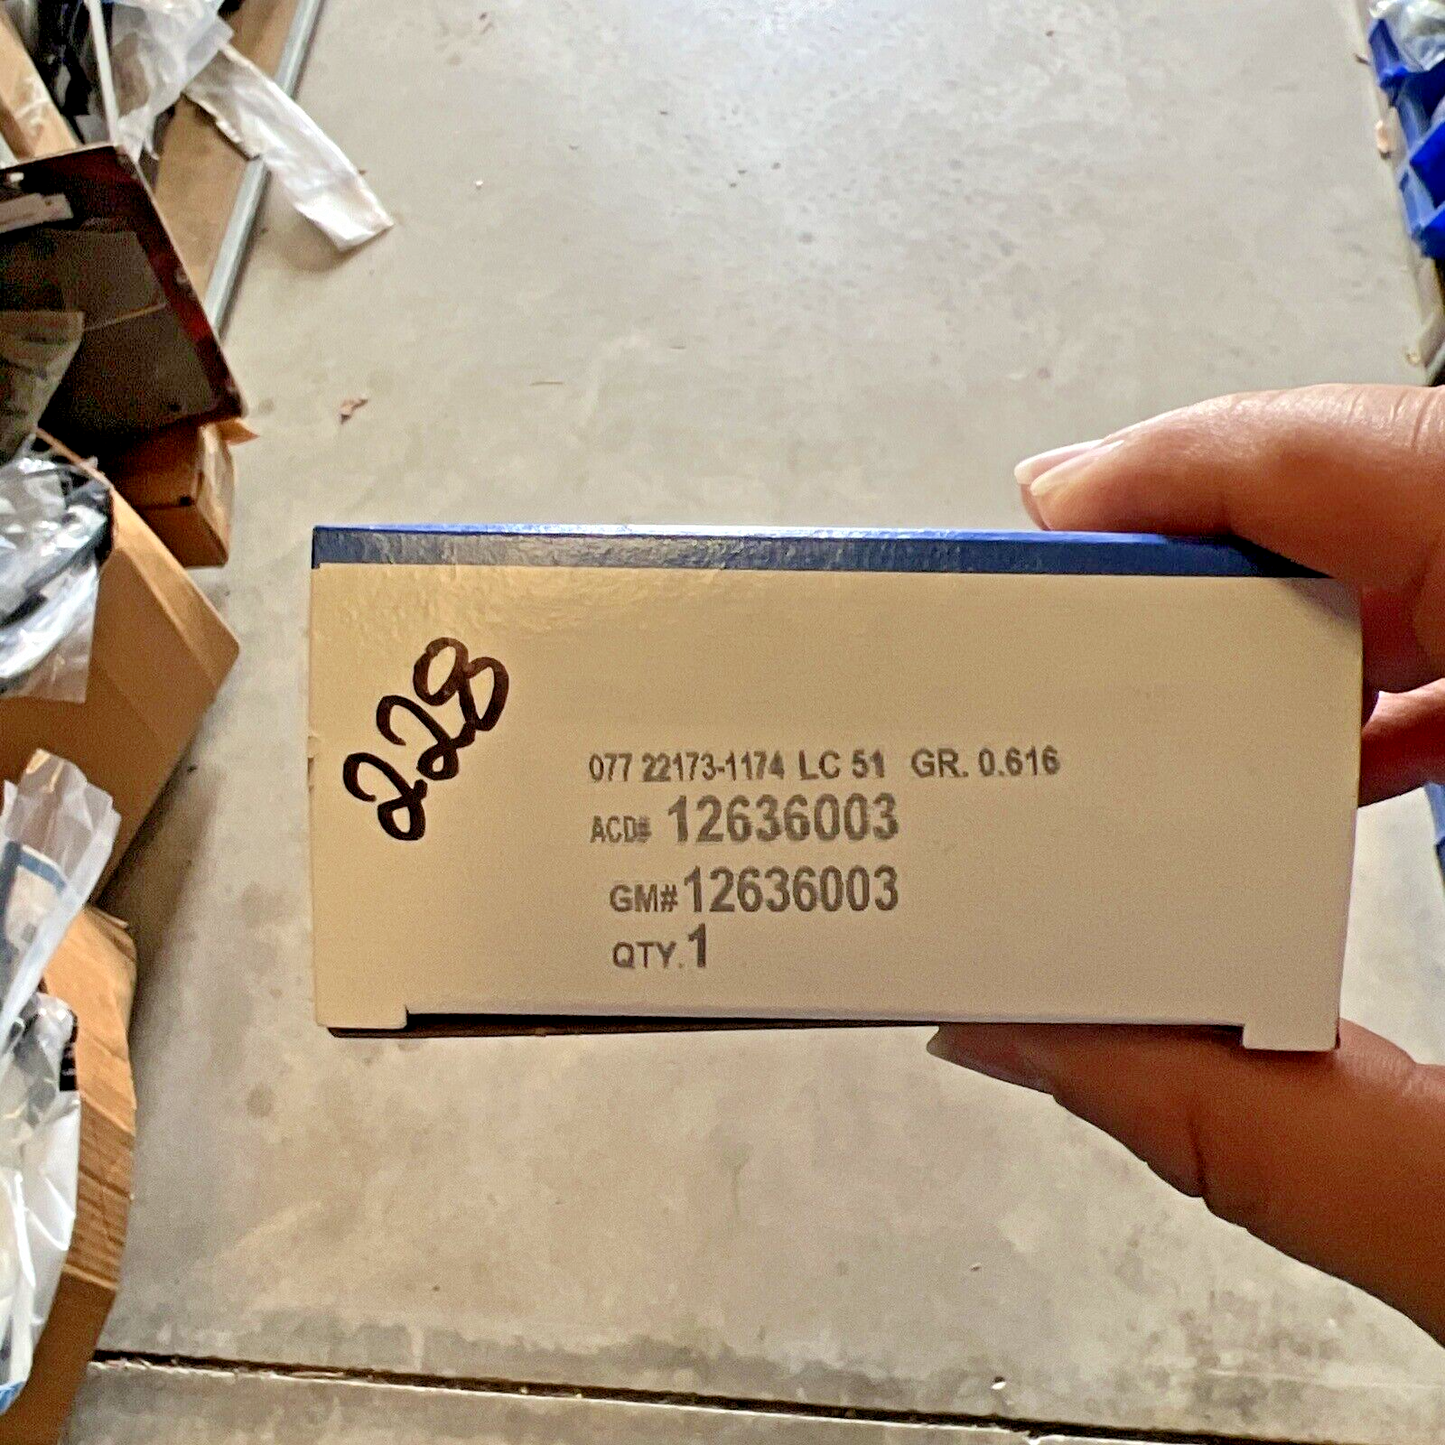 228
077 22173-1174 LC 51 GR. 0.616
ACD# 12636003
GM# 12636003
QTY. 1